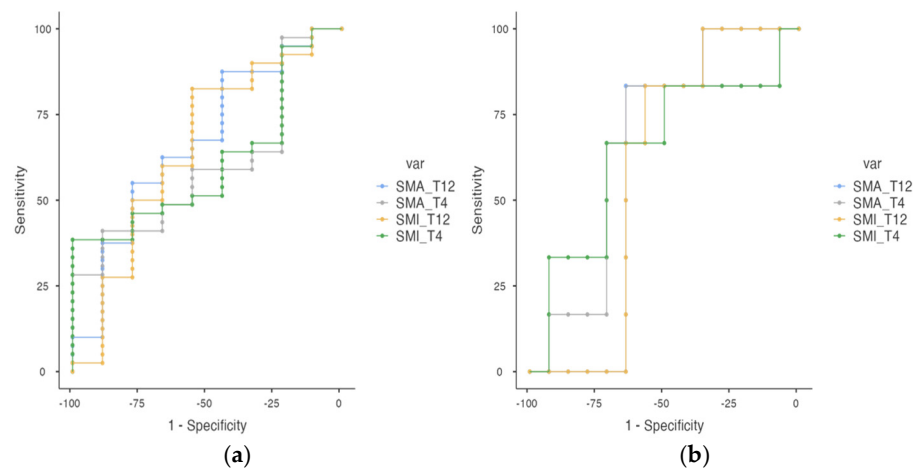 100
75
50
25
0
Sensitivity
-100 -75 -50 -25 0
1 - Specificity
var
SMA_T12
SMA_T4
SMI_T12
SMI_T4
(a)
100
75
50
25
0
Sensitivity
-100 -75 -50 -25 0
1 - Specificity
var
SMA_T12
SMA_T4
SMI_T12
SMI_T4
(b)